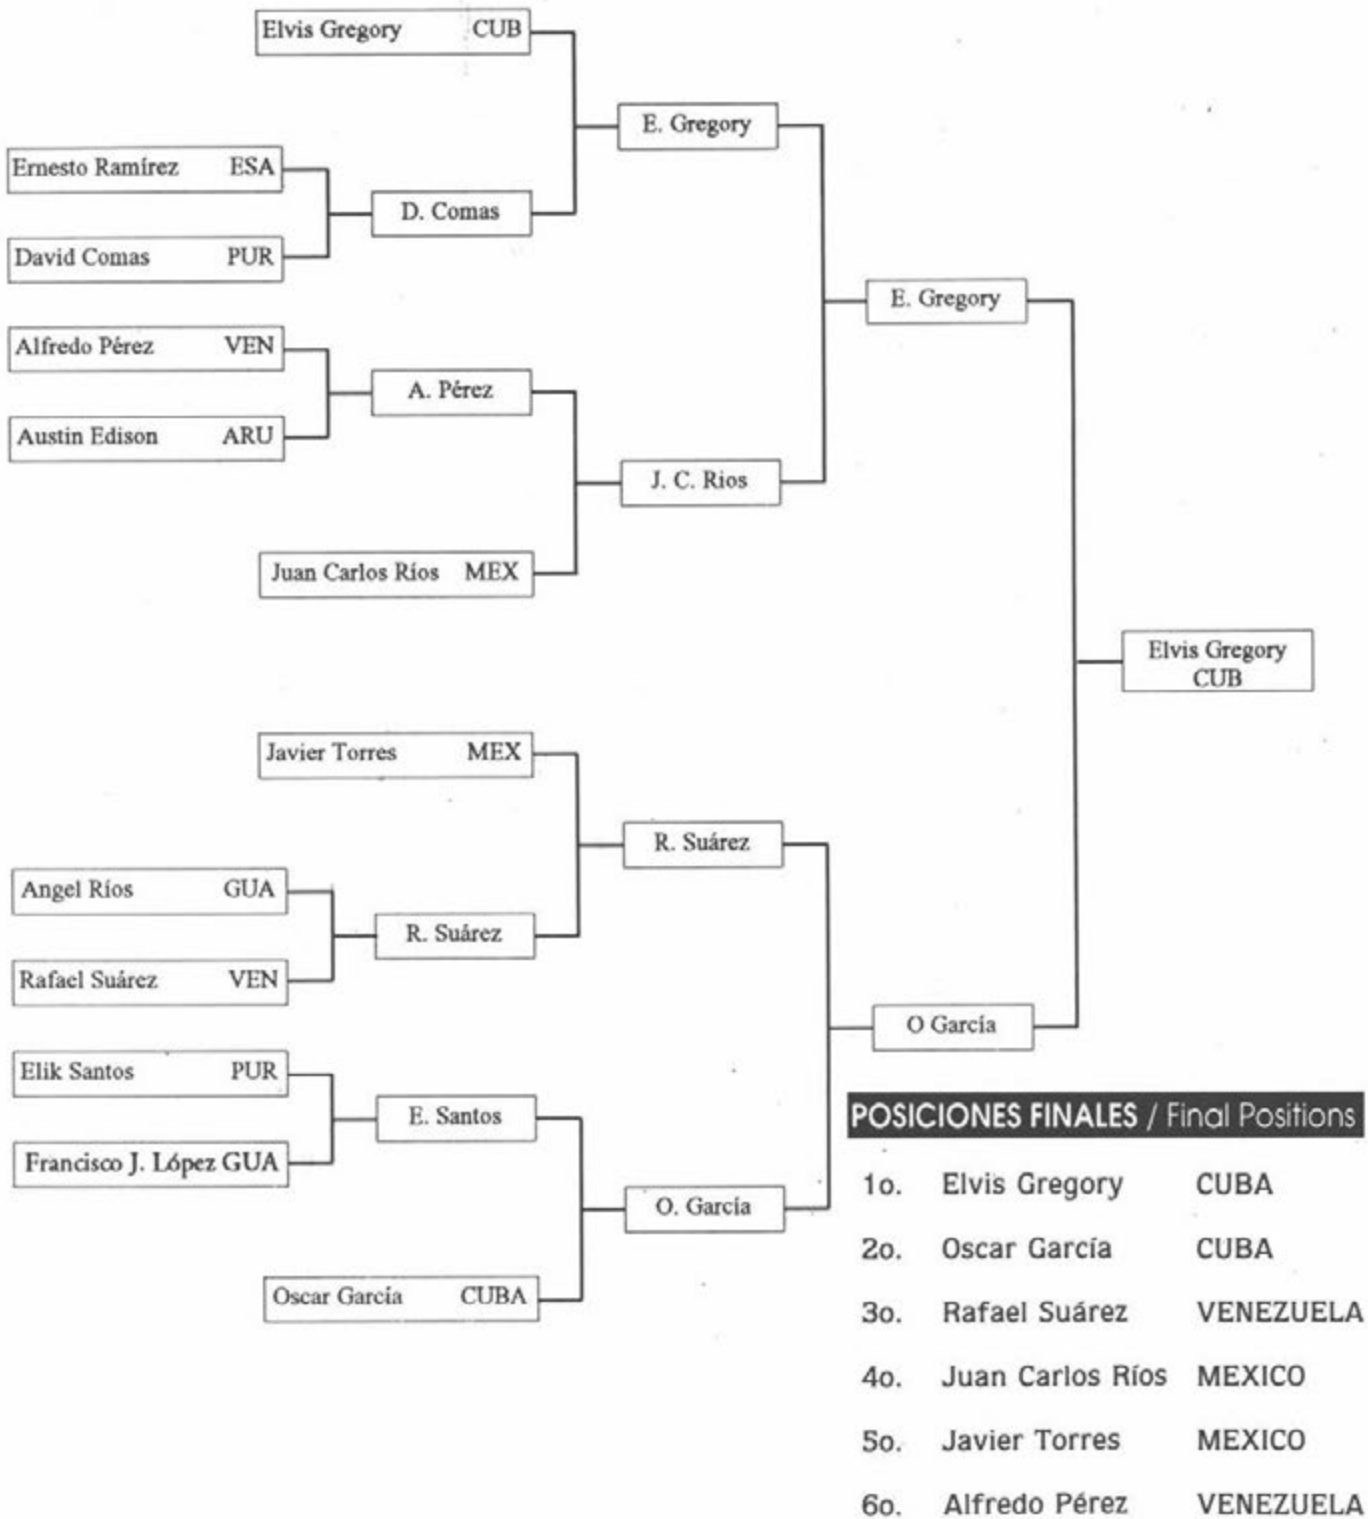 Elvis Gregory CUB
E. Gregory
Ernesto Ramírez ESA
D. Comas
David Comas PUR
E. Gregory
Alfredo Pérez VEN
A. Pérez
Austin Edison ARU
J. C. Rios
Juan Carlos Ríos MEX
Elvis Gregory
CUB
Javier Torres MEX
R. Suárez
Angel Ríos GUA
R. Suárez
Rafael Suárez VEN
O García
Elik Santos PUR
E. Santos
Francisco J. López GUA
O. García
Oscar García CUBA
POSICIONES FINALES / Final Positions
1o. Elvis Gregory CUBA
2o. Oscar García CUBA
3o. Rafael Suárez VENEZUELA
4o. Juan Carlos Ríos MEXICO
5o. Javier Torres MEXICO
6o. Alfredo Pérez VENEZUELA